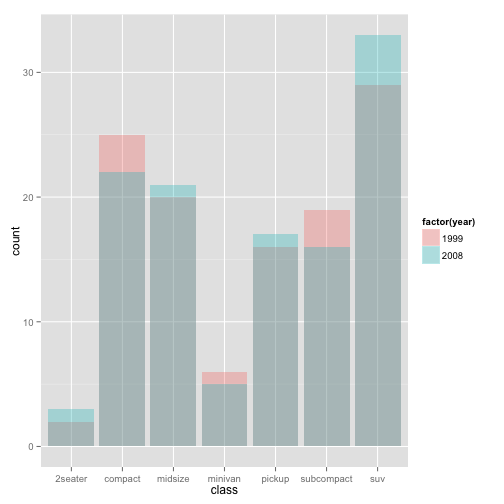 30
20
10
0
count
2seater compact midsize minivan pickup subcompact suv
class
factor(year)
1999
2008